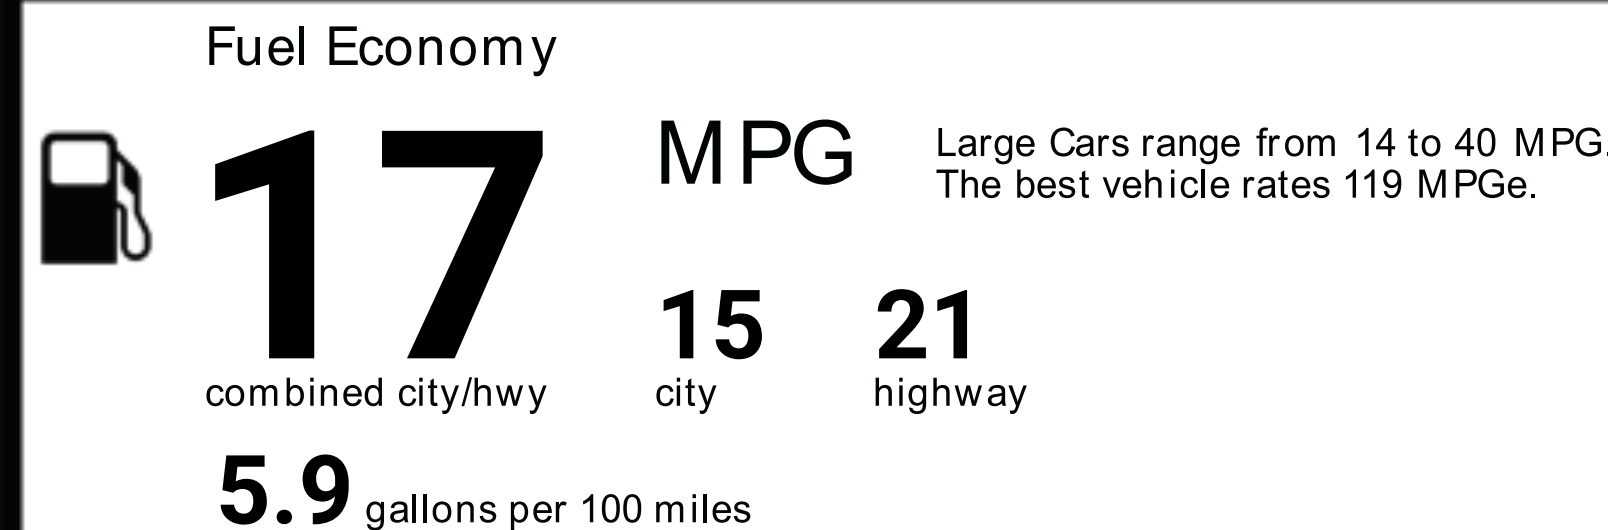 Fuel Economy
17 MPG
Large Cars range from 14 to 40 MPG.
The best vehicle rates 119 MPGe.
15 21
combined city/hwy city highway
5.9 gallons per 100 miles